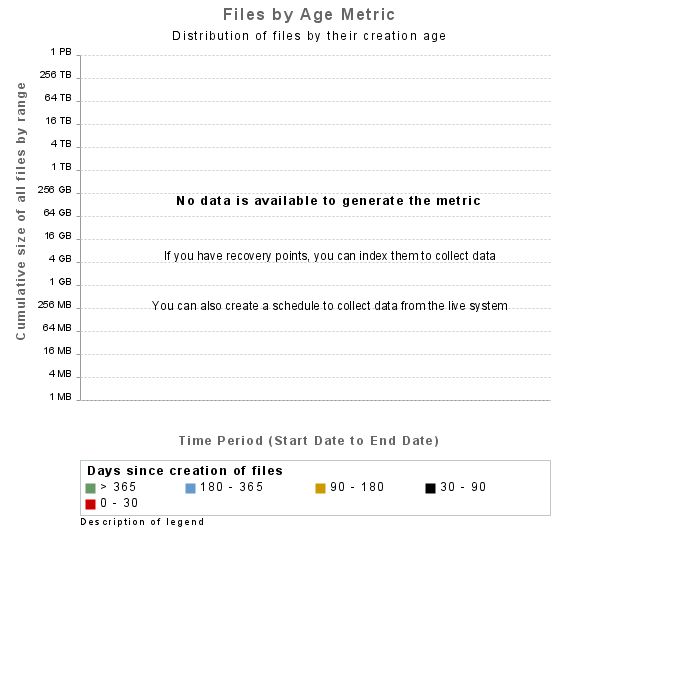 Files by Age Metric
Distribution of files by their creation age
1 PB
256 TB
64 TB
16 TB
4 TB
1 TB
256 GB
64 GB
16 GB
4 GB
1 GB
256 MB
64 MB
16 MB
4 MB
1 MB
Cumulative size of all files by range
No data is available to generate the metric
If you have recovery points, you can index them to collect data
You can also create a schedule to collect data from the live system
Time Period (Start Date to End Date)
Days since creation of files
> 365 180 - 365 90 - 180 30 - 90
0 - 30
Description of legend